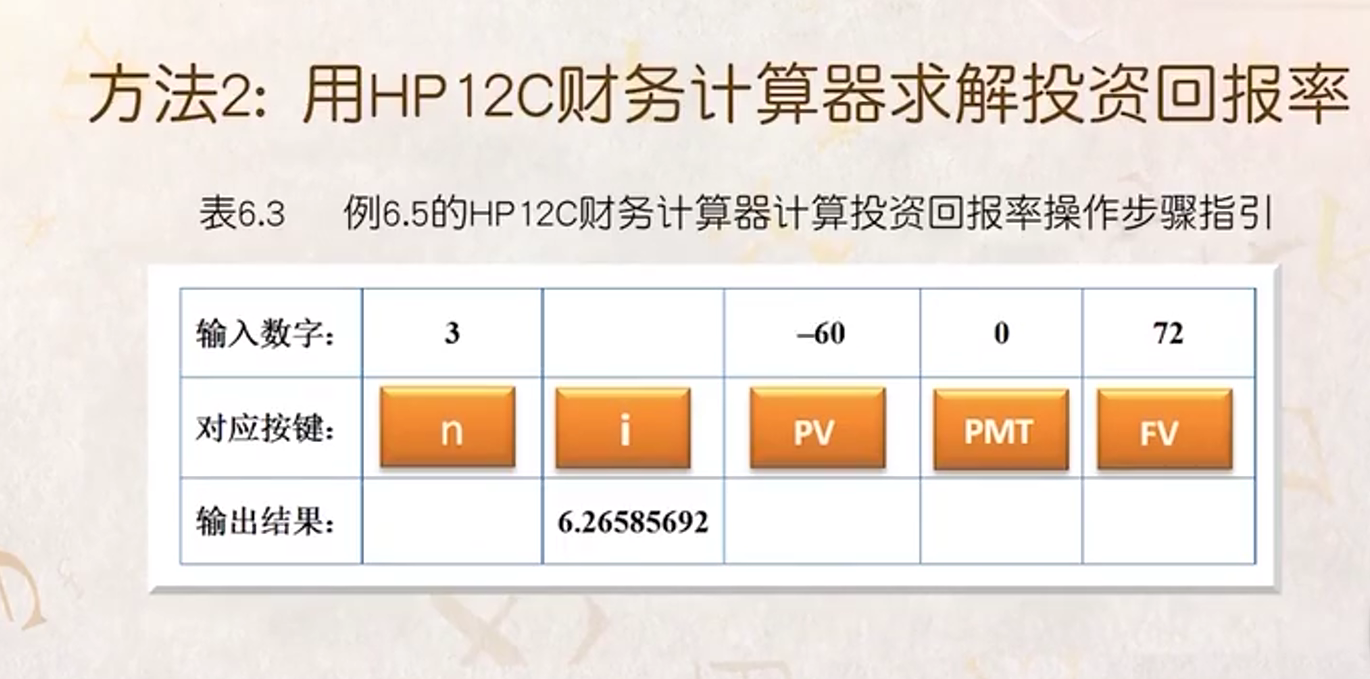 方法2: 用HP12C财务计算器求解投资回报率
表6.3 例6.5的HP12C财务计算器计算投资回报率操作步骤指引
输入数字: 3 –60 0 72
对应按键: n i PV PMT FV
输出结果: 6.26585692